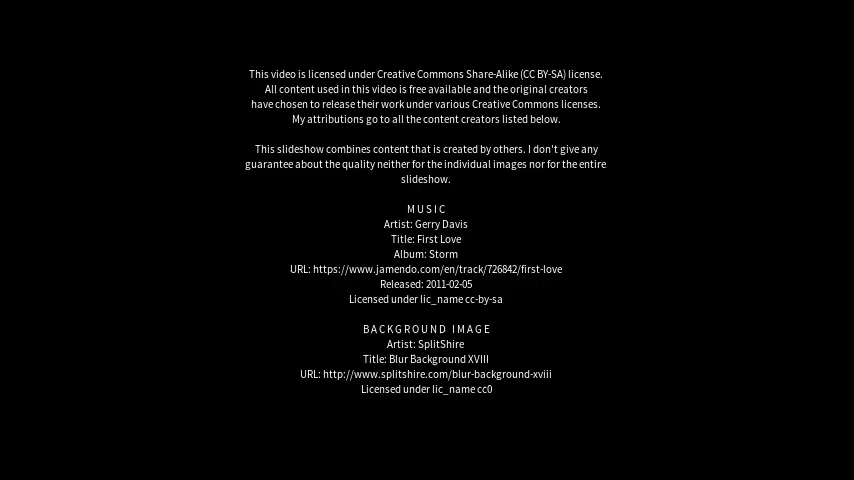 This video is licensed under Creative Commons Share-Alike (CC BY-SA) license.
All content used in this video is free available and the original creators
have chosen to release their work under various Creative Commons licenses.
My attributions go to all the content creators listed below.
This slideshow combines content that is created by others. I don't give any
guarantee about the quality neither for the individual images nor for the entire
slideshow.
MUSIC
Artist: Gerry Davis
Title: First Love
Album: Storm
URL: https://www.jamendo.com/en/track/726842/first-love
Released: 2011-02-05
Licensed under lic_name cc-by-sa
BACKGROUND IMAGE
Artist: SplitShire
Title: Blur Background XVIII
URL: http://www.splitshire.com/blur-background-xviii
Licensed under lic_name cc0